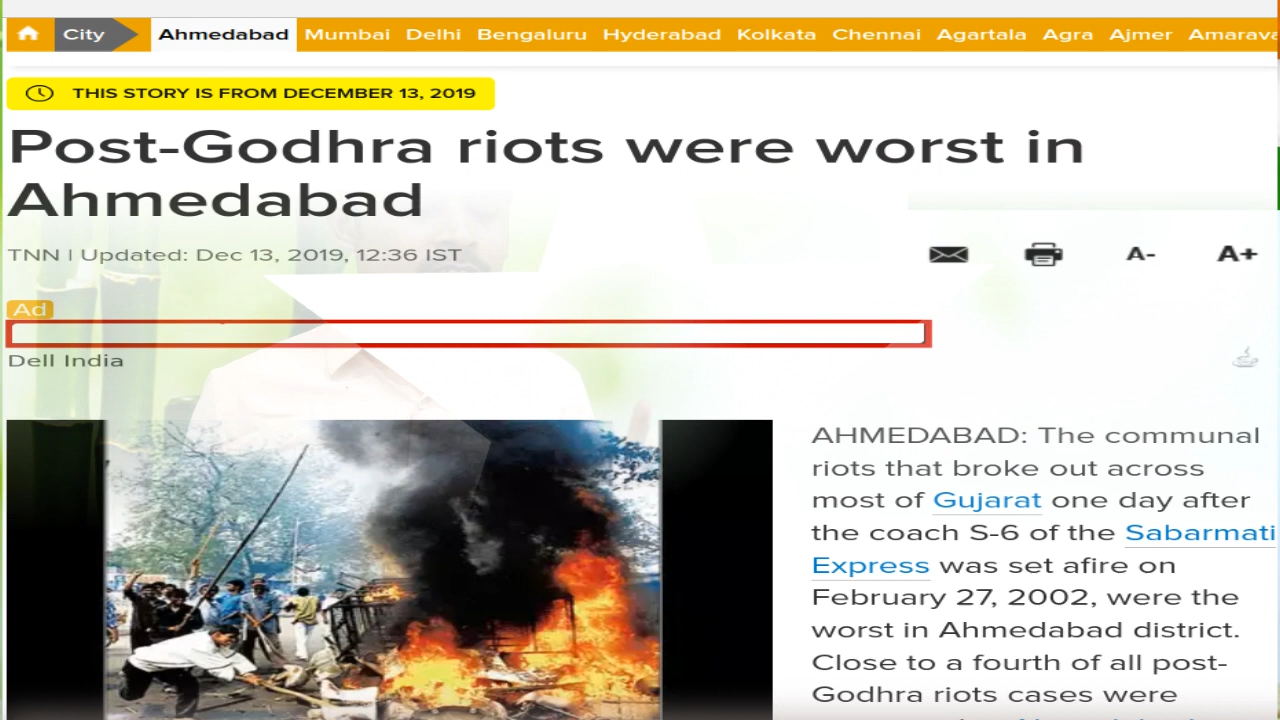 City Ahmedabad Mumbai Delhi Bengaluru Hyderabad Kolkata Chennai Agartala Agra Ajmer
THIS STORY IS FROM DECEMBER 13, 2019
Post-Godhra riots were worst in
Ahmedabad
TNN | Updated: Dec 13, 2019, 12:36 IST
A- A+
Ad
Dell India
AHMEDABAD: The communal
riots that broke out across
most of Gujarat one day after
the coach S-6 of the Sabarmati
Express was set afire on
February 27, 2002, were the
worst in Ahmedabad district.
Close to a fourth of all post-
Godhra riots cases were